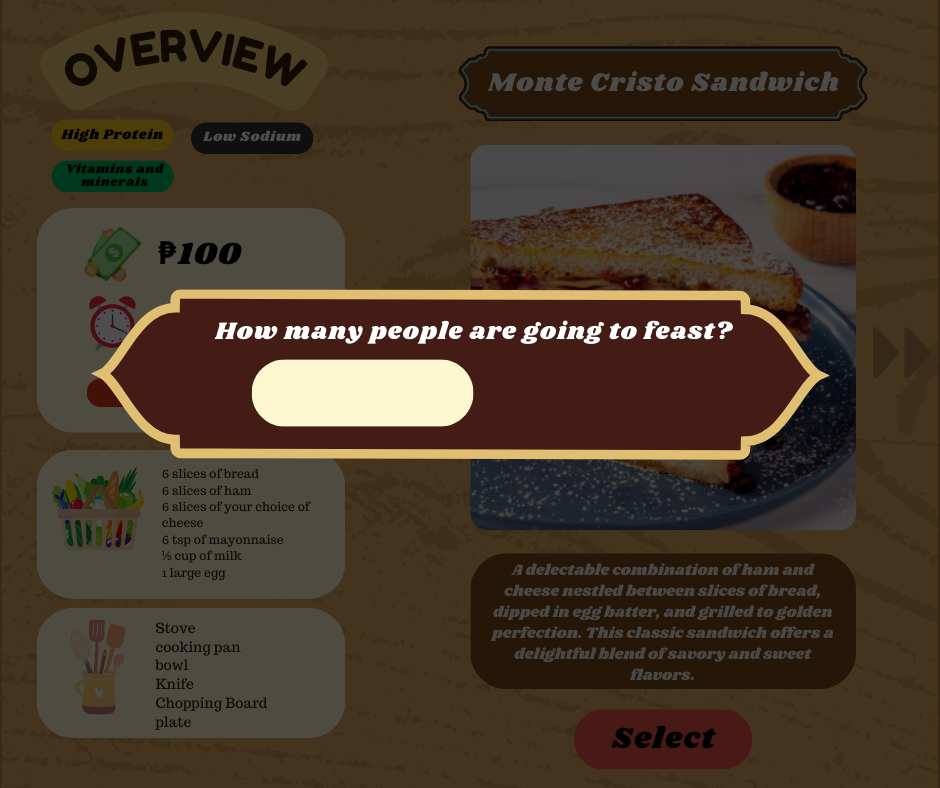 OVERVIEW
High Protein
Low Sodium
Vitamins and
minerals
₱100
6 slices of bread
6 slices of ham
6 slices of your choice of
cheese
6 tsp of mayonnaise
½ cup of milk
1 large egg
Stove
cooking pan
bowl
Knife
Chopping Board
plate
Monte Cristo Sandwich
How many people are going to feast?
A delectable combination of ham and
cheese nestled between slices of bread,
dipped in egg batter, and grilled to golden
perfection. This classic sandwich offers a
delightful blend of savory and sweet
flavors.
Select